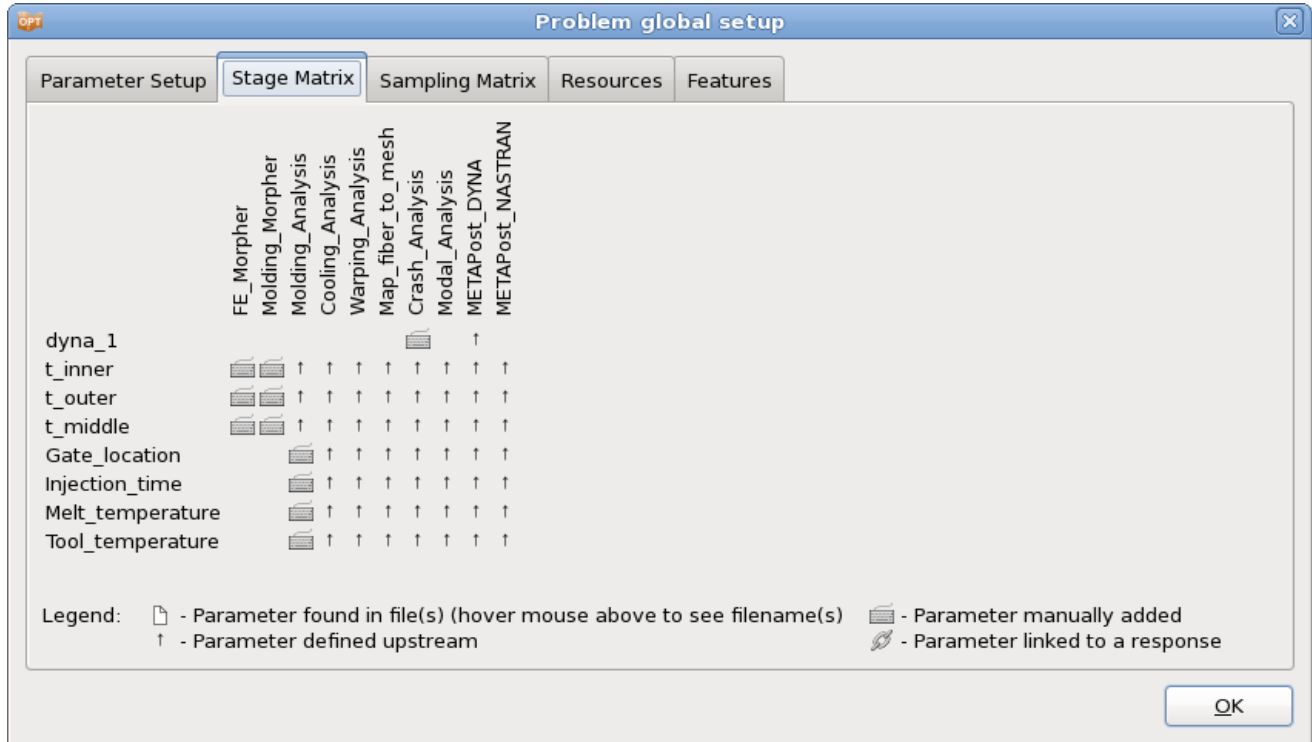 OPT
Problem global setup
Parameter Setup Stage Matrix Sampling Matrix Resources Features
FE_Morpher
Molding_Morpher
Molding_Analysis
Cooling_Analysis
Warping_Analysis
Map_fiber_to_mesh
Crash_Analysis
Modal_Analysis
METAPost_DYNA
METAPost_NASTRAN
dyna_1 ↑
t_inner ↑ ↑ ↑ ↑ ↑ ↑ ↑ ↑
t_outer ↑ ↑ ↑ ↑ ↑ ↑ ↑ ↑
t_middle ↑ ↑ ↑ ↑ ↑ ↑ ↑ ↑
Gate_location ↑ ↑ ↑ ↑ ↑ ↑ ↑
Injection_time ↑ ↑ ↑ ↑ ↑ ↑ ↑
Melt_temperature ↑ ↑ ↑ ↑ ↑ ↑ ↑
Tool_temperature ↑ ↑ ↑ ↑ ↑ ↑ ↑
Legend: - Parameter found in file(s) (hover mouse above to see filename(s) - Parameter manually added
↑ - Parameter defined upstream - Parameter linked to a response
OK